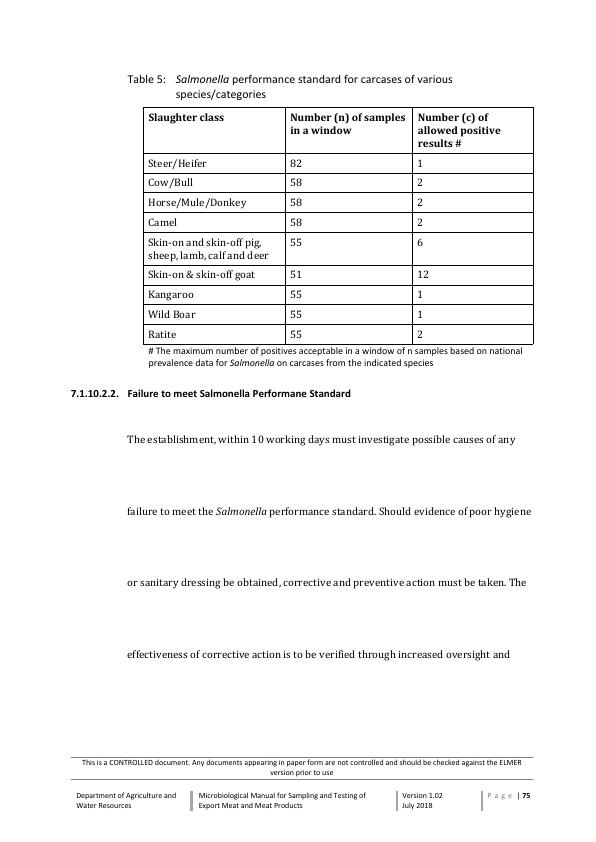 Table 5: Salmonella performance standard for carcases of various
species/categories
Slaughter class
Number (n) of samples
in a window
Number (c) of
allowed positive
results #
Steer/Heifer 82 1
Cow/Bull 58 2
Horse/Mule/Donkey 58 2
Camel 58 2
Skin-on and skin-off pig,
sheep, lamb, calf and deer
55 6
Skin-on & skin-off goat 51 12
Kangaroo 55 1
Wild Boar 55 1
Ratite 55 2
# The maximum number of positives acceptable in a window of n samples based on national
prevalence data for Salmonella on carcases from the indicated species
7.1.10.2.2. Failure to meet Salmonella Performane Standard
The establishment, within 10 working days must investigate possible causes of any
failure to meet the Salmonella performance standard. Should evidence of poor hygiene
or sanitary dressing be obtained, corrective and preventive action must be taken. The
effectiveness of corrective action is to be verified through increased oversight and
This is a CONTROLLED document. Any documents appearing in paper form are not controlled and should be checked against the ELMER
version prior to use
Department of Agriculture and
Water Resources
Microbiological Manual for Sampling and Testing of
Export Meat and Meat Products
Version 1.02
July 2018
Page | 75